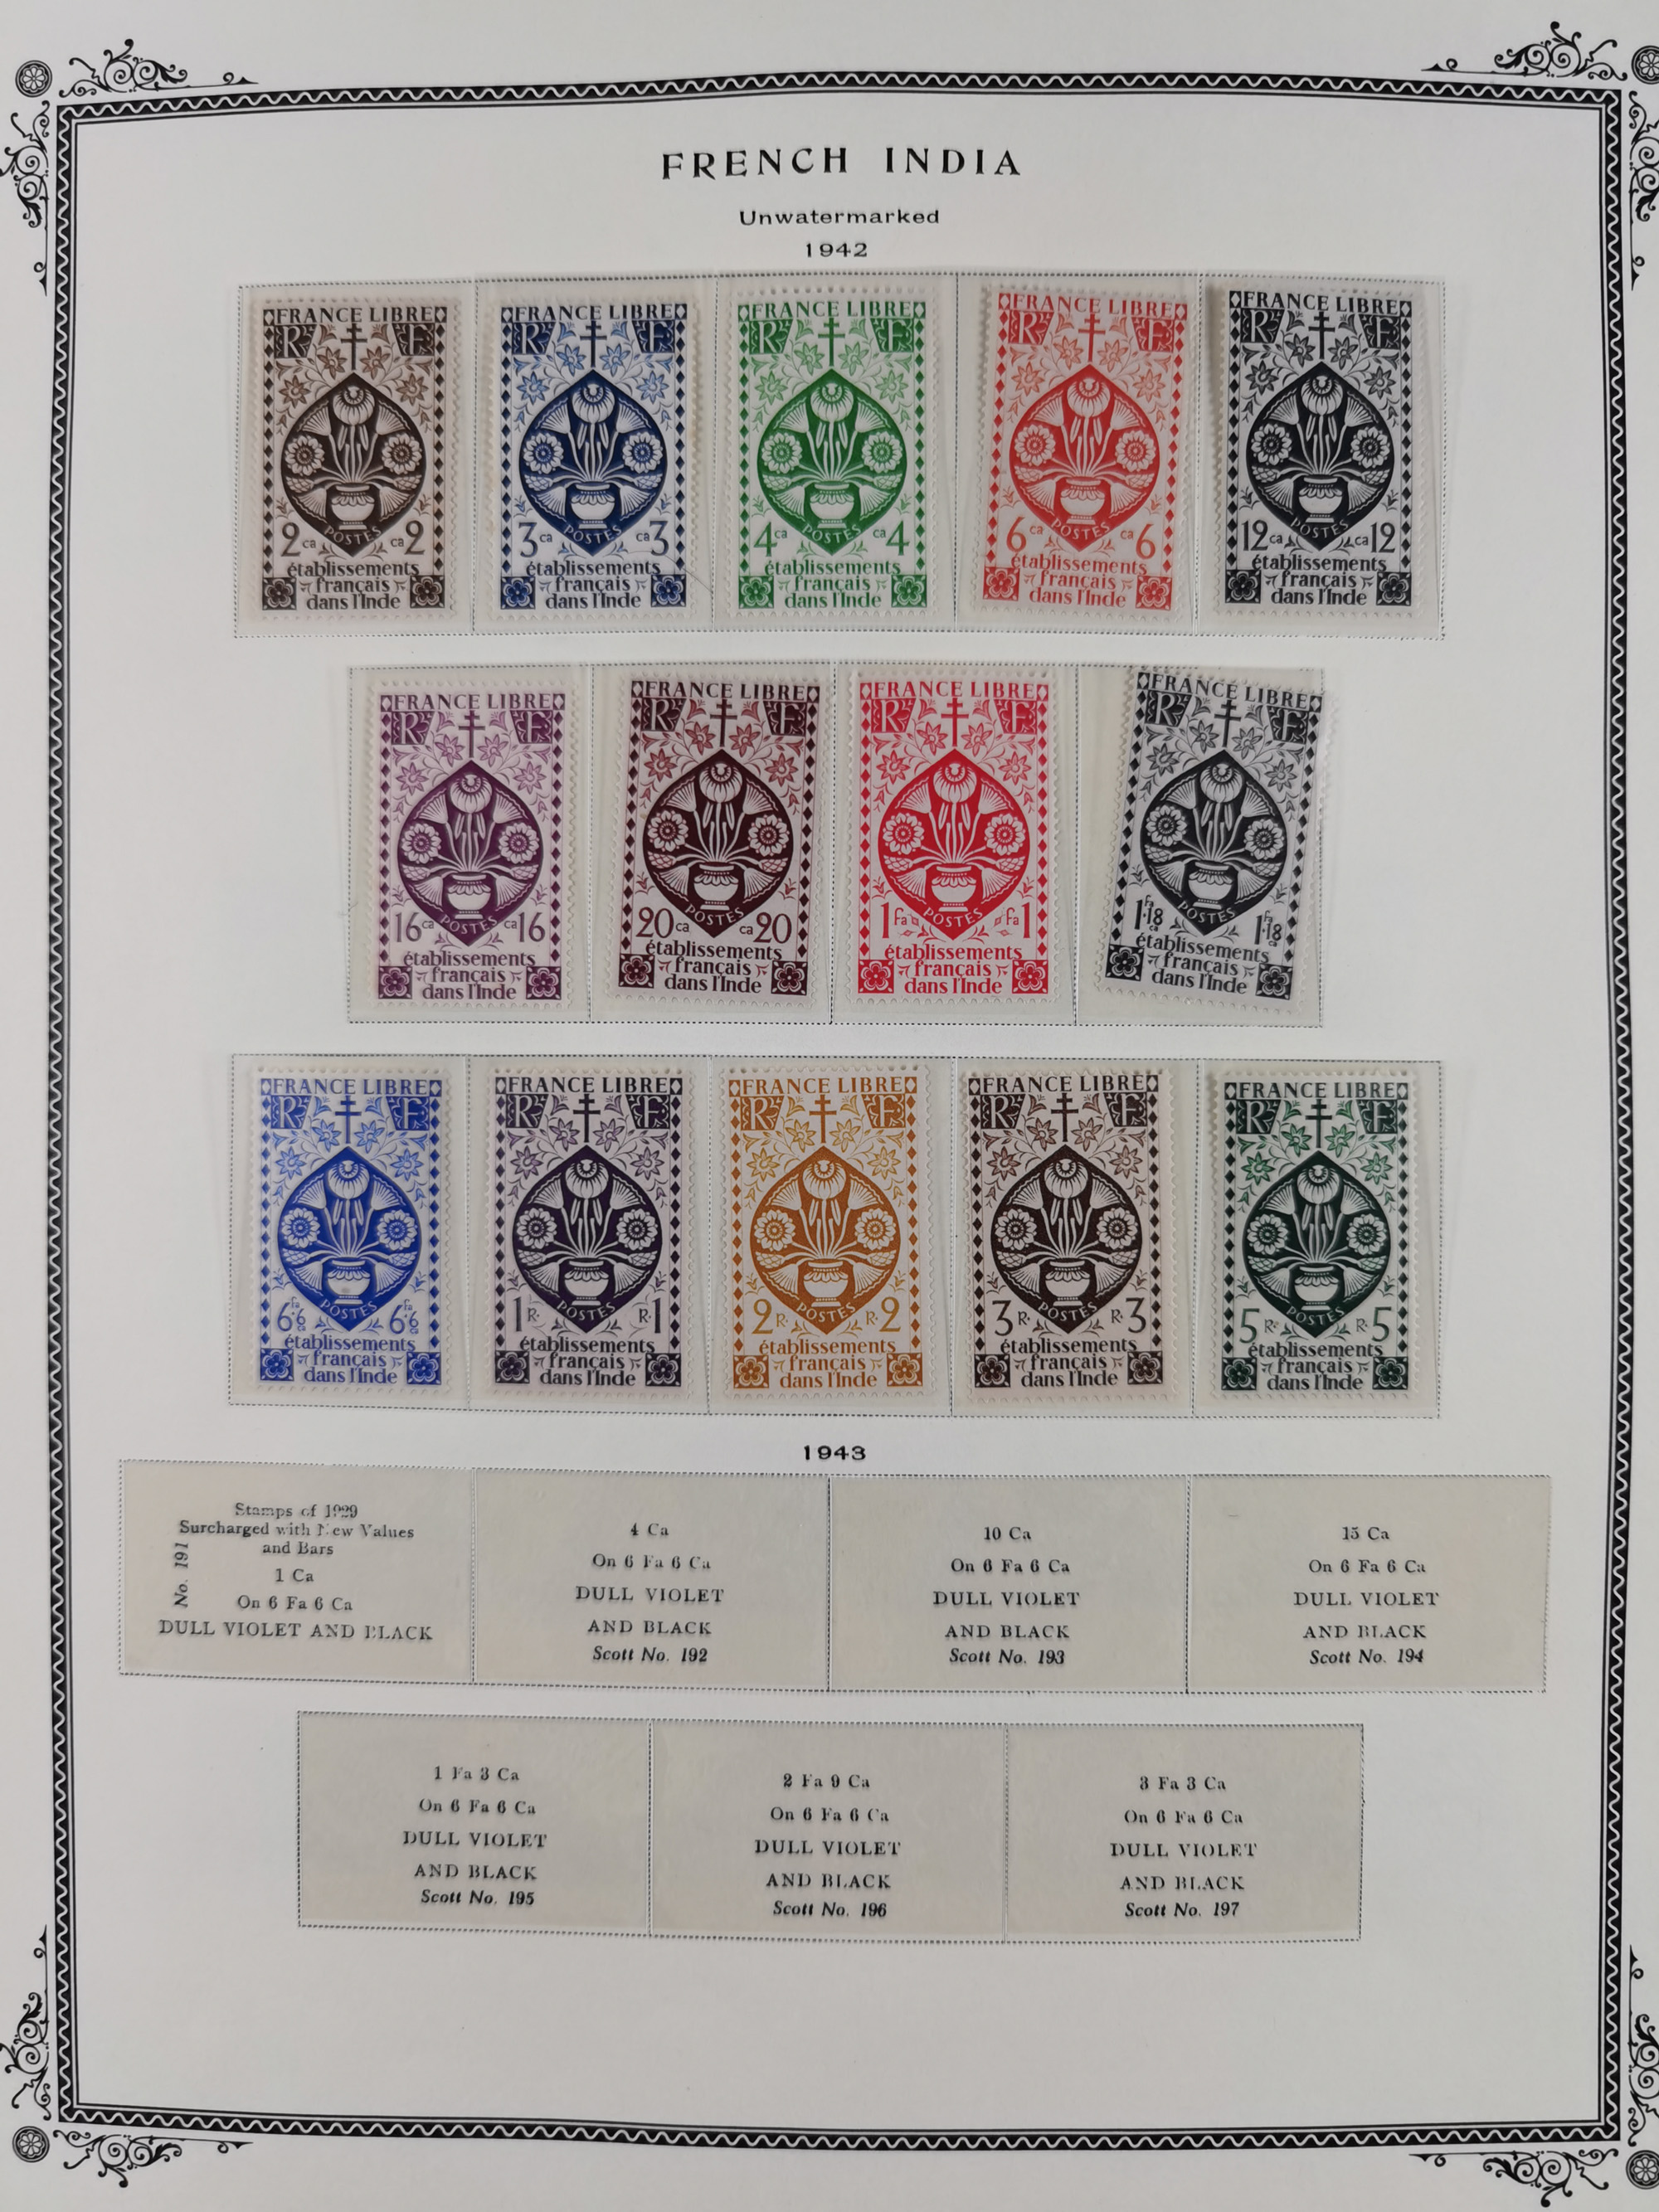 FRENCH INDIA
Unwatermarked
1942
FRANCE LIBRE
RF
POSTES
2 ca ca 2
établissements
français
dans l'Inde
FRANCE LIBRE
RF
POSTES
3 ca ca 3
établissements
français
dans l'Inde
FRANCE LIBRE
RF
POSTES
4 ca ca 4
établissements
français
dans l'Inde
FRANCE LIBRE
RF
POSTES
6 ca ca 6
établissements
français
dans l'Inde
FRANCE LIBRE
RF
POSTES
12 ca ca 12
établissements
français
dans l'Inde
FRANCE LIBRE
RF
POSTES
16 ca ca 16
établissements
français
dans l'Inde
FRANCE LIBRE
RF
POSTES
20 ca ca 20
établissements
français
dans l'Inde
FRANCE LIBRE
RF
POSTES
1 fa fa 1
établissements
français
dans l'Inde
FRANCE LIBRE
RF
POSTES
1 fa 18 ca 1 fa 18 ca
établissements
français
dans l'Inde
FRANCE LIBRE
RF
POSTES
6 fa 6 ca 6 fa 6 ca
établissements
français
dans l'Inde
FRANCE LIBRE
RF
POSTES
1 R. R. 1
établissements
français
dans l'Inde
FRANCE LIBRE
RF
POSTES
2 R. R. 2
établissements
français
dans l'Inde
FRANCE LIBRE
RF
POSTES
3 R. R. 3
établissements
français
dans l'Inde
FRANCE LIBRE
RF
POSTES
5 R. R. 5
établissements
français
dans l'Inde
1943
Stamps of 1929
Surcharged with New Values
and Bars
No. 191
1 Ca
On 6 Fa 6 Ca
DULL VIOLET AND BLACK
4 Ca
On 6 Fa 6 Ca
DULL VIOLET
AND BLACK
Scott No. 192
10 Ca
On 6 Fa 6 Ca
DULL VIOLET
AND BLACK
Scott No. 193
15 Ca
On 6 Fa 6 Ca
DULL VIOLET
AND BLACK
Scott No. 194
1 Fa 3 Ca
On 6 Fa 6 Ca
DULL VIOLET
AND BLACK
Scott No. 195
2 Fa 9 Ca
On 6 Fa 6 Ca
DULL VIOLET
AND BLACK
Scott No. 196
3 Fa 3 Ca
On 6 Fa 6 Ca
DULL VIOLET
AND BLACK
Scott No. 197